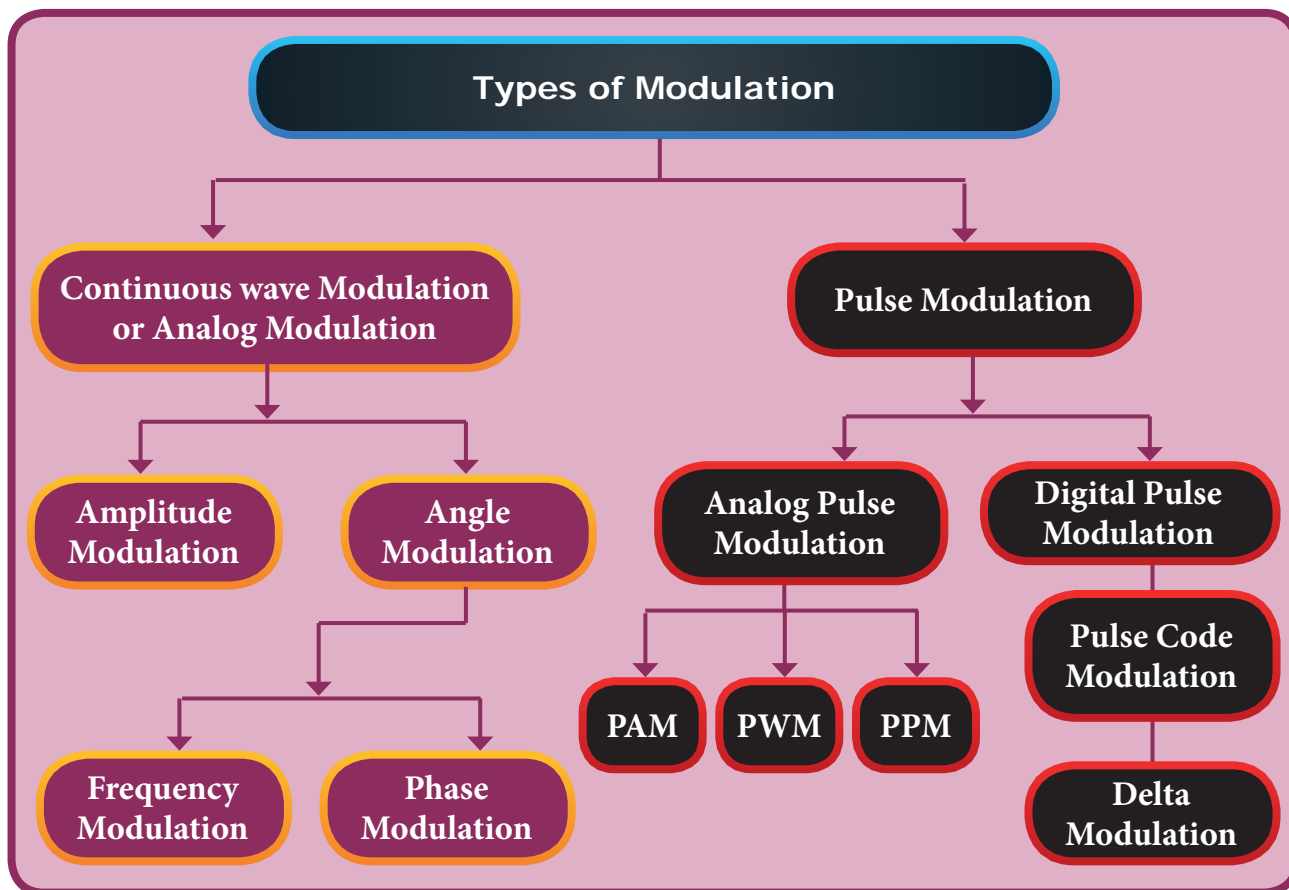 Types of Modulation
Continuous wave Modulation
or Analog Modulation
Pulse Modulation
Amplitude
Modulation
Angle
Modulation
Analog Pulse
Modulation
Digital Pulse
Modulation
Pulse Code
Modulation
PAM
PWM
PPM
Frequency
Modulation
Phase
Modulation
Delta
Modulation